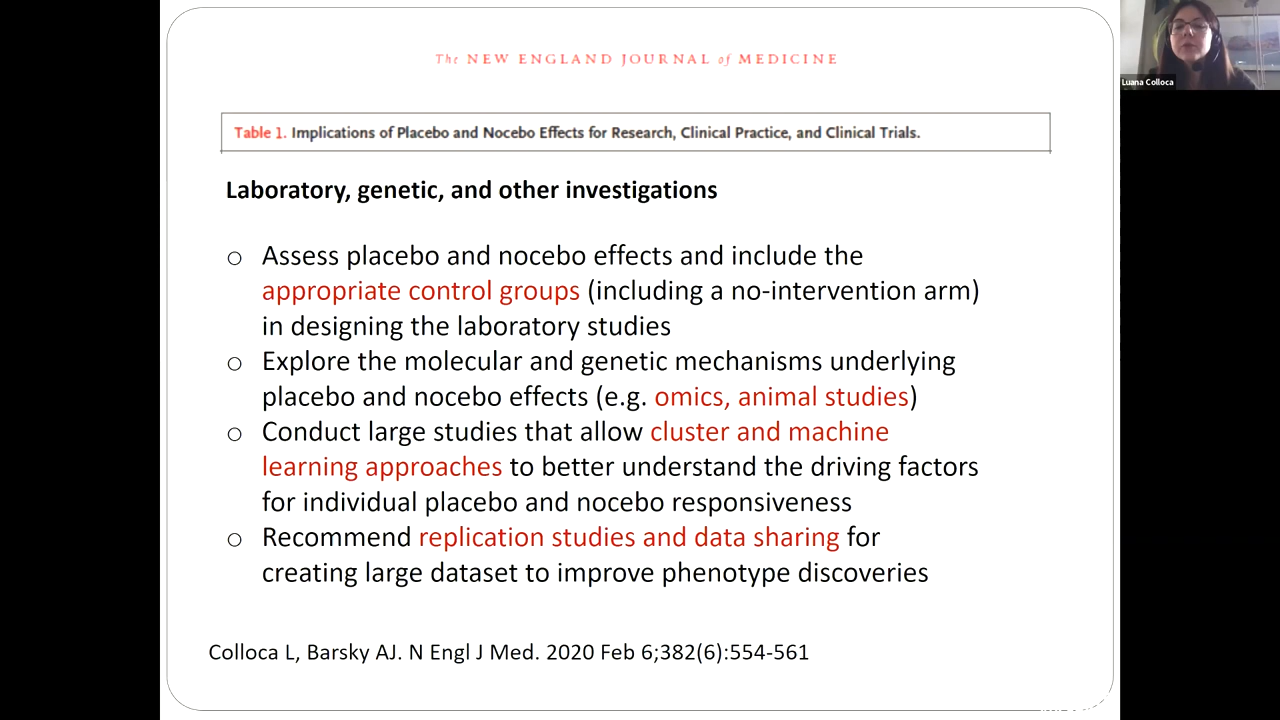 The NEW ENGLAND JOURNAL of MEDICINE
Luana Colloca
Table 1. Implications of Placebo and Nocebo Effects for Research, Clinical Practice, and Clinical Trials.
Laboratory, genetic, and other investigations
○ Assess placebo and nocebo effects and include the
appropriate control groups (including a no-intervention arm)
in designing the laboratory studies
○ Explore the molecular and genetic mechanisms underlying
placebo and nocebo effects (e.g. omics, animal studies)
○ Conduct large studies that allow cluster and machine
learning approaches to better understand the driving factors
for individual placebo and nocebo responsiveness
○ Recommend replication studies and data sharing for
creating large dataset to improve phenotype discoveries
Colloca L, Barsky AJ. N Engl J Med. 2020 Feb 6;382(6):554-561